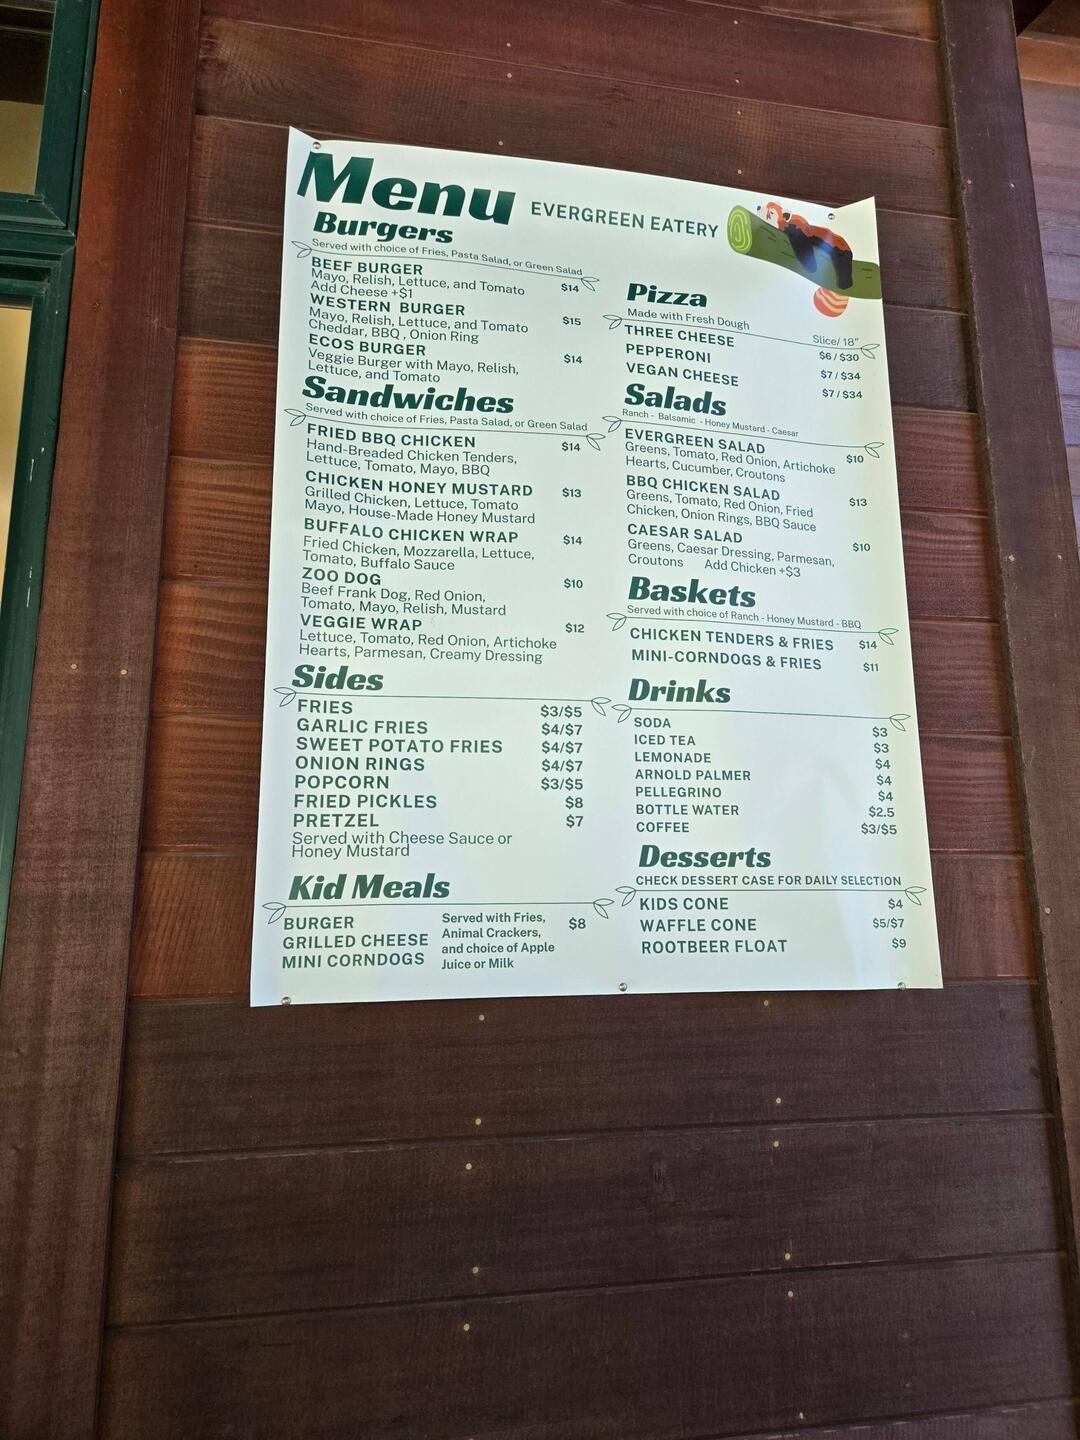 Menu
EVERGREEN EATERY
Burgers
Served with choice of Fries, Pasta Salad, or Green Salad
BEEF BURGER
Mayo, Relish, Lettuce, and Tomato $14
Add Cheese +$1
WESTERN BURGER
Mayo, Relish, Lettuce, and Tomato $15
Cheddar, BBQ , Onion Ring
ECOS BURGER
Veggie Burger with Mayo, Relish, $14
Lettuce, and Tomato
Sandwiches
Served with choice of Fries, Pasta Salad, or Green Salad
FRIED BBQ CHICKEN $14
Hand-Breaded Chicken Tenders,
Lettuce, Tomato, Mayo, BBQ
CHICKEN HONEY MUSTARD $13
Grilled Chicken, Lettuce, Tomato
Mayo, House-Made Honey Mustard
BUFFALO CHICKEN WRAP $14
Fried Chicken, Mozzarella, Lettuce,
Tomato, Buffalo Sauce
ZOO DOG $10
Beef Frank Dog, Red Onion,
Tomato, Mayo, Relish, Mustard
VEGGIE WRAP $12
Lettuce, Tomato, Red Onion, Artichoke
Hearts, Parmesan, Creamy Dressing
Sides
FRIES $3/$5
GARLIC FRIES $4/$7
SWEET POTATO FRIES $4/$7
ONION RINGS $4/$7
POPCORN $3/$5
FRIED PICKLES $8
PRETZEL $7
Served with Cheese Sauce or
Honey Mustard
Kid Meals
BURGER
GRILLED CHEESE
MINI CORNDOGS
Served with Fries, $8
Animal Crackers,
and choice of Apple
Juice or Milk
Pizza
Made with Fresh Dough
Slice/ 18"
THREE CHEESE $6 / $30
PEPPERONI $7 / $34
VEGAN CHEESE $7 / $34
Salads
Ranch - Balsamic - Honey Mustard - Caesar
EVERGREEN SALAD $10
Greens, Tomato, Red Onion, Artichoke
Hearts, Cucumber, Croutons
BBQ CHICKEN SALAD $13
Greens, Tomato, Red Onion, Fried
Chicken, Onion Rings, BBQ Sauce
CAESAR SALAD $10
Greens, Caesar Dressing, Parmesan,
Croutons Add Chicken +$3
Baskets
Served with choice of Ranch - Honey Mustard - BBQ
CHICKEN TENDERS & FRIES $14
MINI-CORNDOGS & FRIES $11
Drinks
SODA $3
ICED TEA $3
LEMONADE $4
ARNOLD PALMER $4
PELLEGRINO $4
BOTTLE WATER $2.5
COFFEE $3/$5
Desserts
CHECK DESSERT CASE FOR DAILY SELECTION
KIDS CONE $4
WAFFLE CONE $5/$7
ROOTBEER FLOAT $9